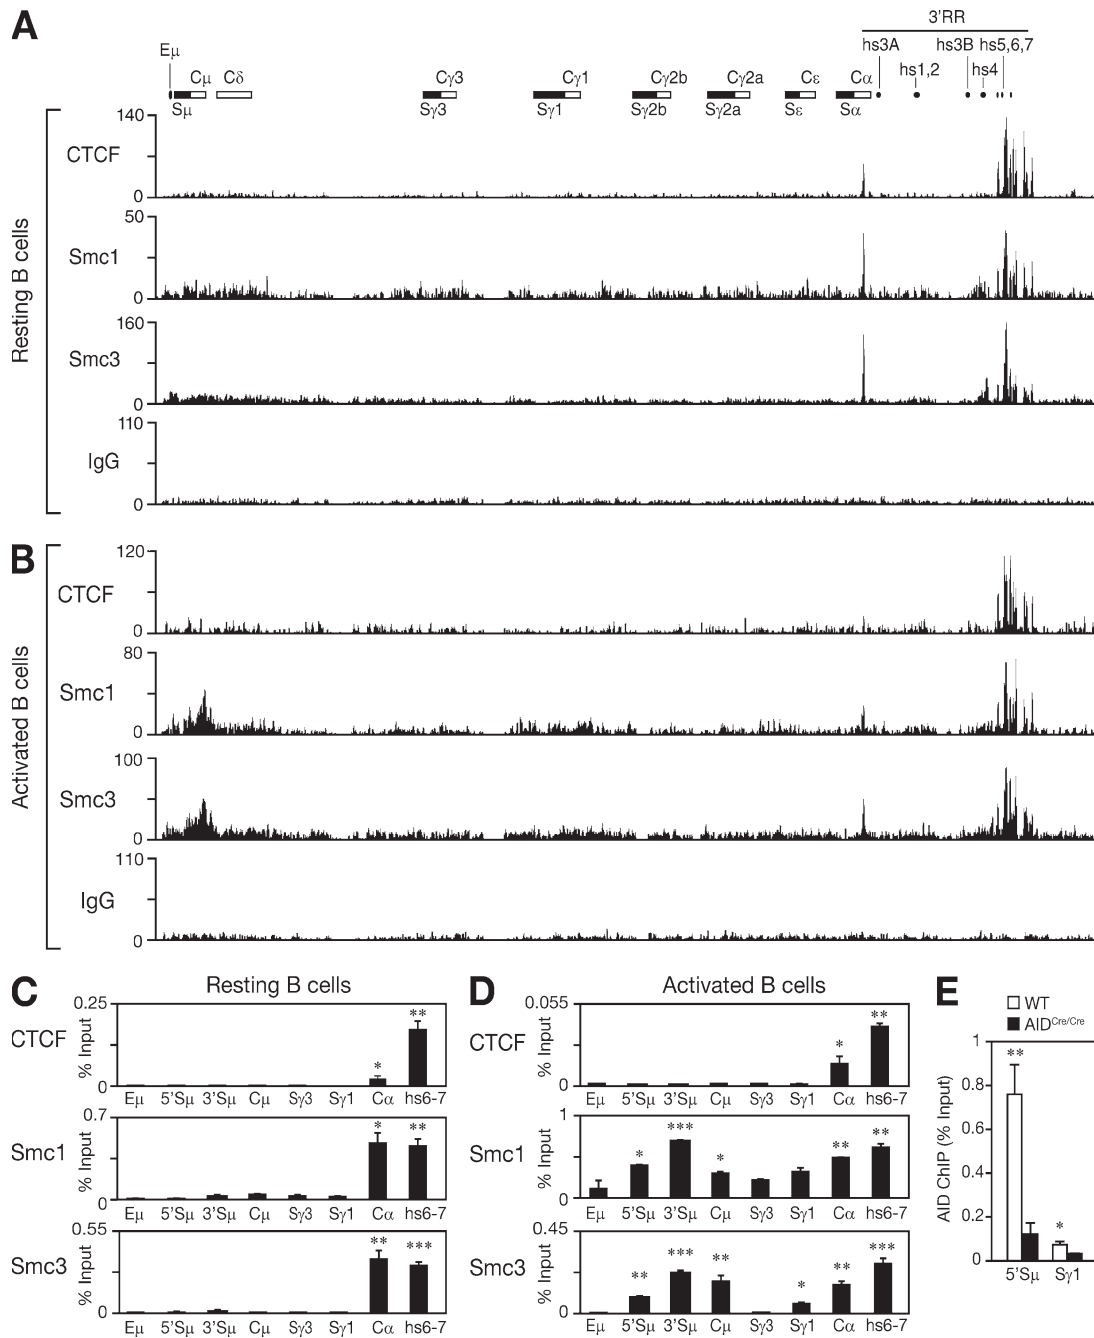 A
3'RR
Eμ
hs3A
hs3B hs5,6,7
hs1,2
hs4
Cμ Cδ Cγ3 Cγ1 Cγ2b Cγ2a Cε Cα
Sμ Sγ3 Sγ1 Sγ2b Sγ2a Sε Sα
Resting B cells
140
CTCF
0
50
Smc1
0
160
Smc3
0
110
IgG
0
B
Activated B cells
120
CTCF
0
80
Smc1
0
100
Smc3
0
110
IgG
0
C
Resting B cells
0.25
CTCF
% Input
0
* **
Eμ 5'Sμ 3'Sμ Cμ Sγ3 Sγ1 Cα hs6-7
0.7
Smc1
% Input
0
* **
Eμ 5'Sμ 3'Sμ Cμ Sγ3 Sγ1 Cα hs6-7
0.55
Smc3
% Input
0
** ***
Eμ 5'Sμ 3'Sμ Cμ Sγ3 Sγ1 Cα hs6-7
D
Activated B cells
0.055
CTCF
% Input
0
* **
Eμ 5'Sμ 3'Sμ Cμ Sγ3 Sγ1 Cα hs6-7
1
Smc1
% Input
0
* *** * ** **
Eμ 5'Sμ 3'Sμ Cμ Sγ3 Sγ1 Cα hs6-7
0.45
Smc3
% Input
0
** *** ** * ** ***
Eμ 5'Sμ 3'Sμ Cμ Sγ3 Sγ1 Cα hs6-7
E
WT
AIDCre/Cre
AID ChIP (% Input)
1
0.8
0.6
0.4
0.2
0
** *
5'Sμ Sγ1